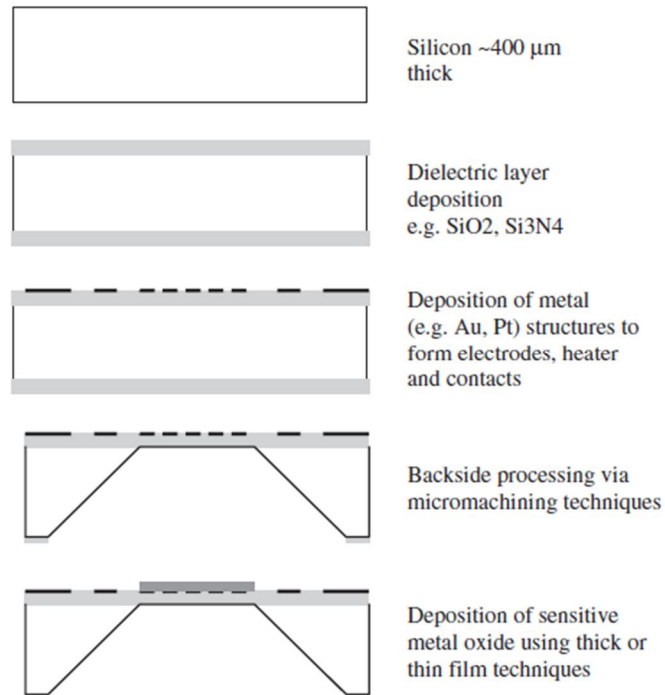 Silicon ~400 μm
thick
Dielectric layer
deposition
e.g. SiO2, Si3N4
Deposition of metal
(e.g. Au, Pt) structures to
form electrodes, heater
and contacts
Backside processing via
micromachining techniques
Deposition of sensitive
metal oxide using thick or
thin film techniques